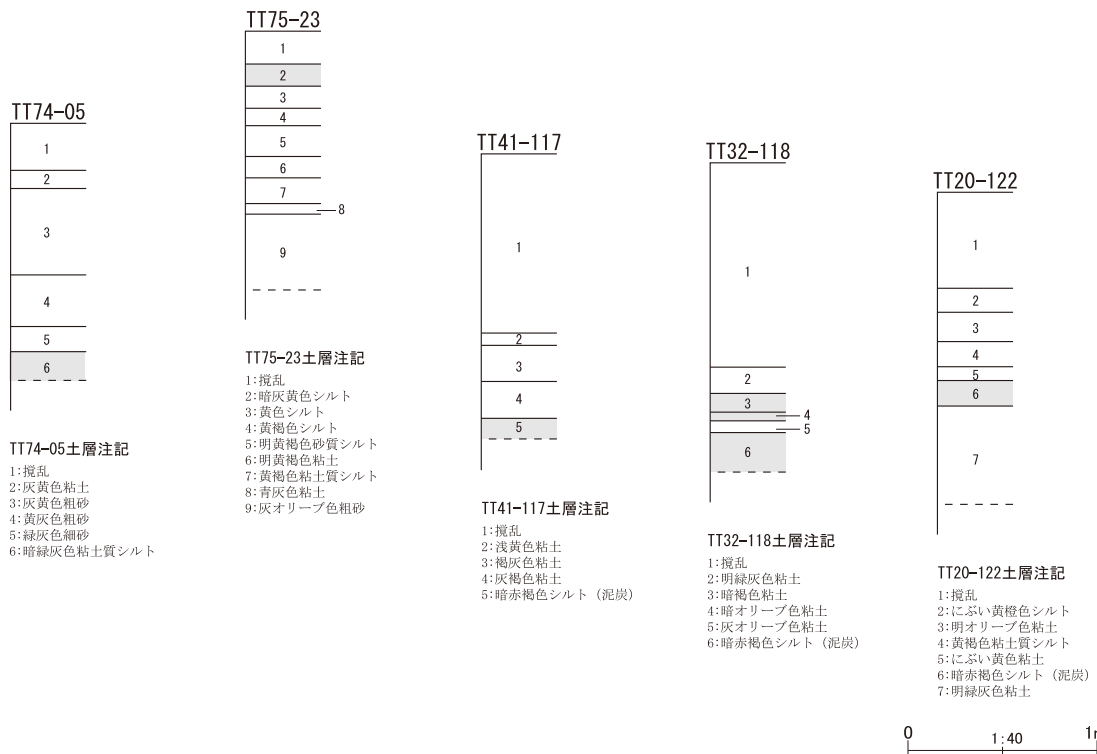 TT75-23
1
2
3
4
5
6
7
8
9
TT75-23土層注記
1:撹乱
2:暗灰黄色シルト
3:黄色シルト
4:黄褐色シルト
5:明黄褐色砂質シルト
6:明黄褐色粘土
7:黄褐色粘土質シルト
8:青灰色粘土
9:灰オリーブ色粗砂
TT74-05
1
2
3
4
5
6
TT74-05土層注記
1:撹乱
2:灰黄色粘土
3:灰黄色粗砂
4:黄灰色粗砂
5:緑灰色細砂
6:暗緑灰色粘土質シルト
TT41-117
1
2
3
4
5
TT41-117土層注記
1:撹乱
2:浅黄色粘土
3:褐灰色粘土
4:灰褐色粘土
5:暗赤褐色シルト（泥炭）
TT32-118
1
2
3
4
5
6
TT32-118土層注記
1:撹乱
2:明緑灰色粘土
3:暗褐色粘土
4:暗オリーブ色粘土
5:灰オリーブ色粘土
6:暗赤褐色シルト（泥炭）
TT20-122
1
2
3
4
5
6
7
TT20-122土層注記
1:撹乱
2:にぶい黄橙色シルト
3:明オリーブ色粘土
4:黄褐色粘土質シルト
5:にぶい黄色粘土
6:暗赤褐色シルト（泥炭）
7:明緑灰色粘土
0 1:40